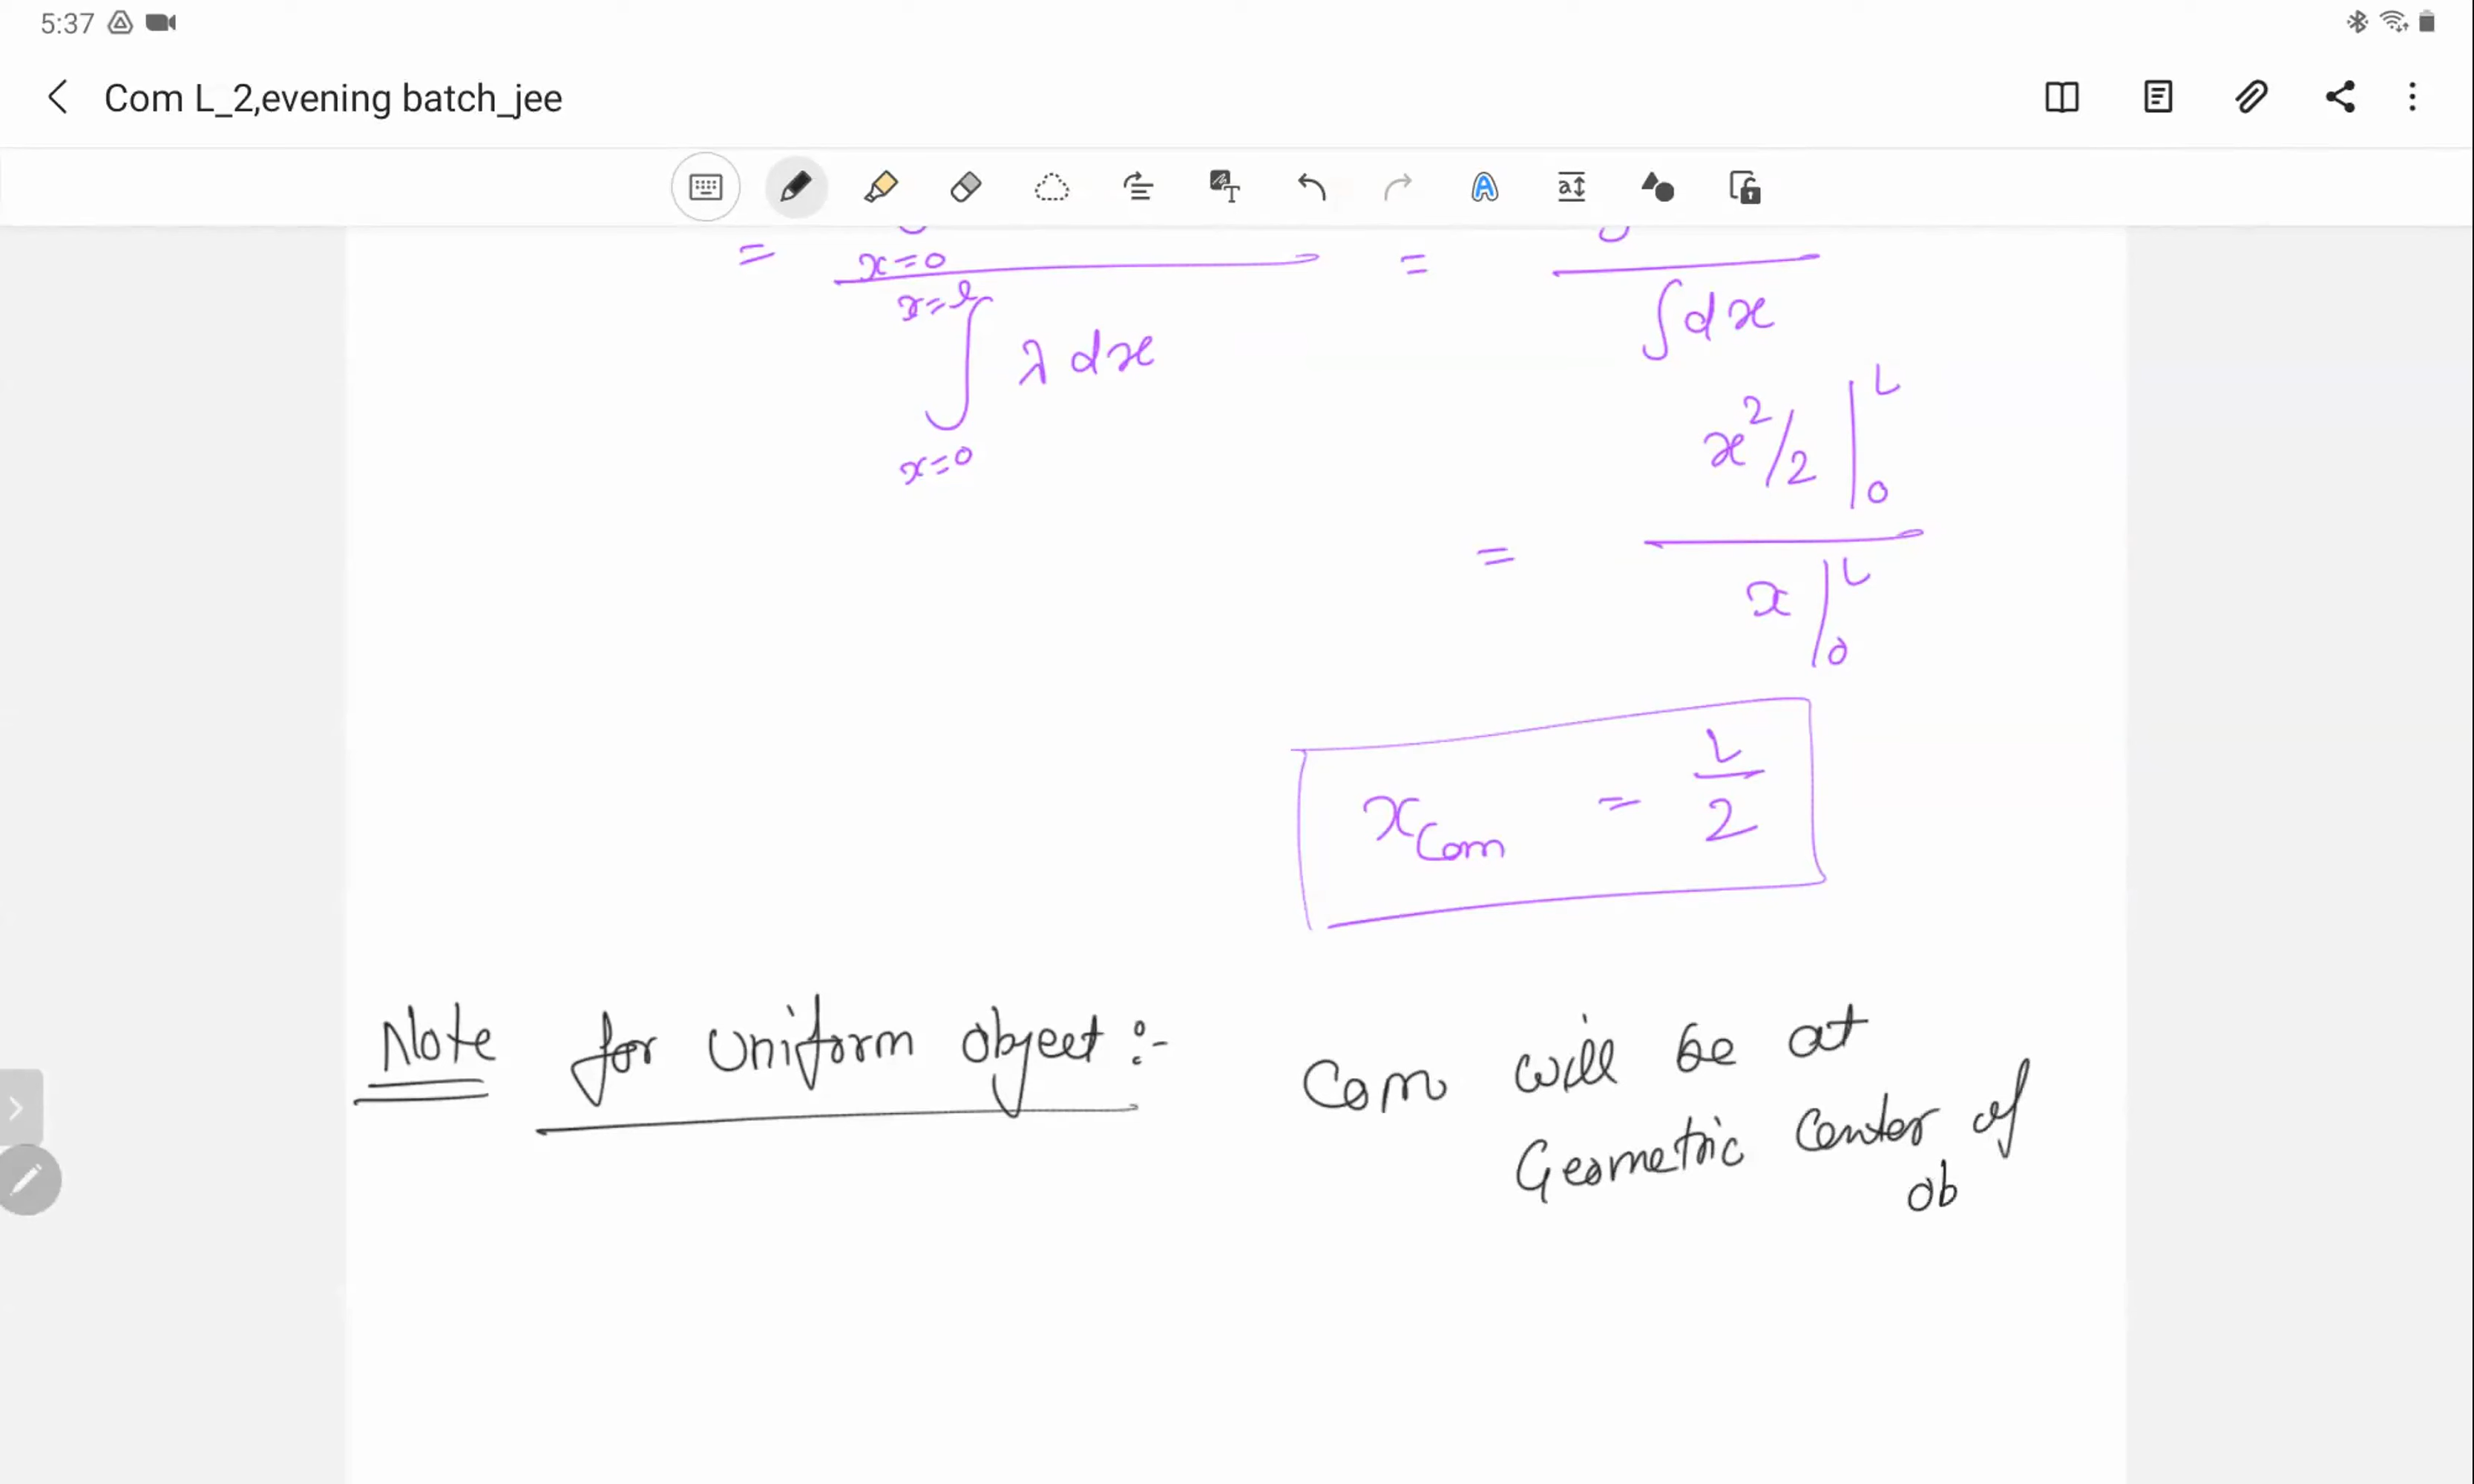 5:37
Com L_2,evening batch_jee
= x=0 =
x=l ∫ λ dx x=0
∫dx
= x²/2 |L 0
x |L 0
xCom = L/2
Note for Uniform object :- Com will be at
Geometric Center of
ob